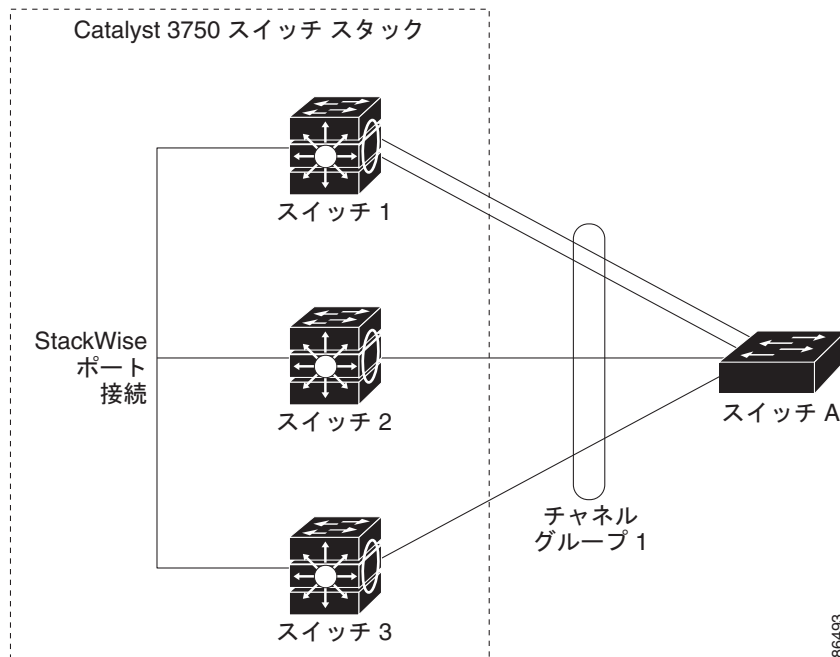 Catalyst 3750 スイッチ スタック
スイッチ 1
StackWise
ポート
接続
スイッチ 2
スイッチ A
チャネル
グループ 1
スイッチ 3
86493